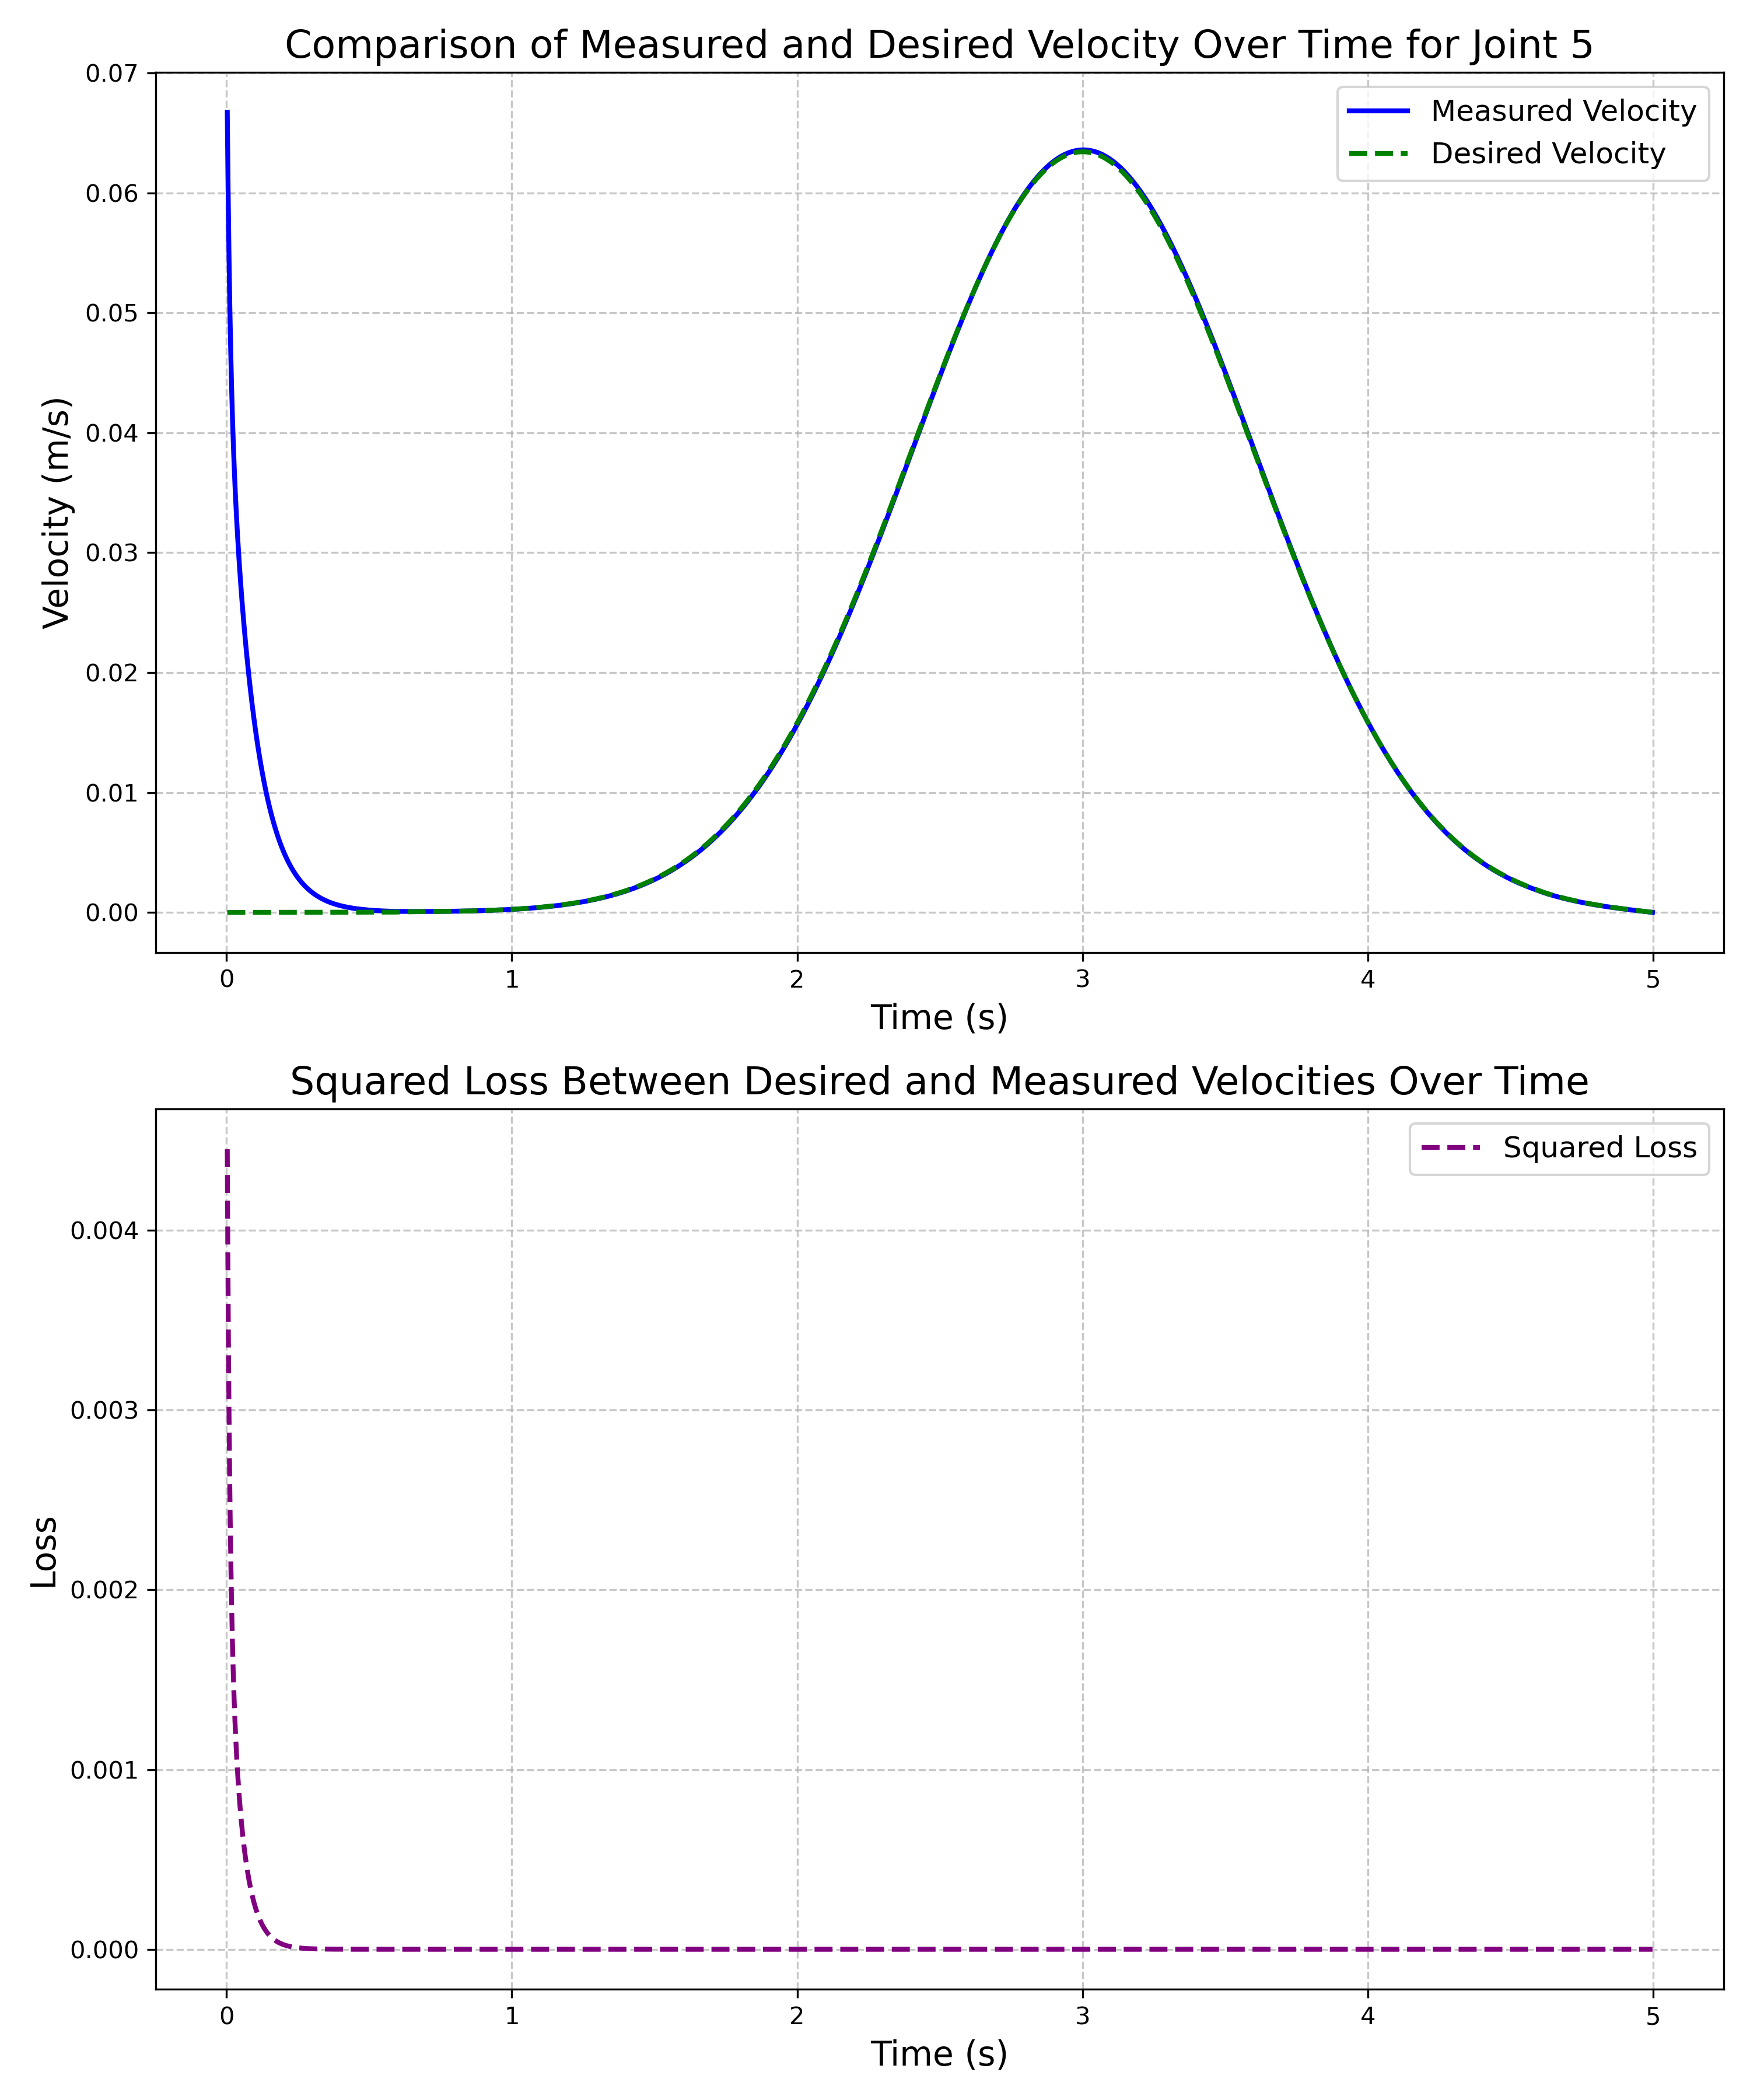 Comparison of Measured and Desired Velocity Over Time for Joint 5
Measured Velocity
Desired Velocity
Velocity (m/s)
0.07
0.06
0.05
0.04
0.03
0.02
0.01
0.00
0 1 2 3 4 5
Time (s)
Squared Loss Between Desired and Measured Velocities Over Time
Squared Loss
Loss
0.004
0.003
0.002
0.001
0.000
0 1 2 3 4 5
Time (s)